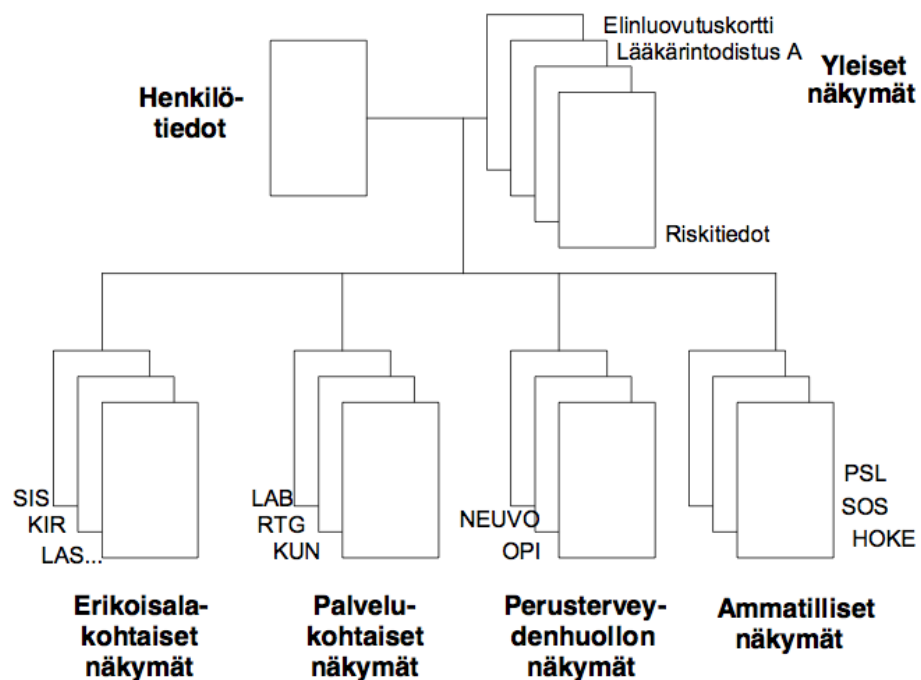 Elinluovutuskortti
Lääkärintodistus A
Yleiset
näkymät
Henkilö-
tiedot
Riskitiedot
SIS
KIR
LAS...
LAB
RTG
KUN
NEUVO
OPI
PSL
SOS
HOKE
Erikoisala-
kohtaiset
näkymät
Palvelu-
kohtaiset
näkymät
Perustervey-
denhuollon
näkymät
Ammatilliset
näkymät